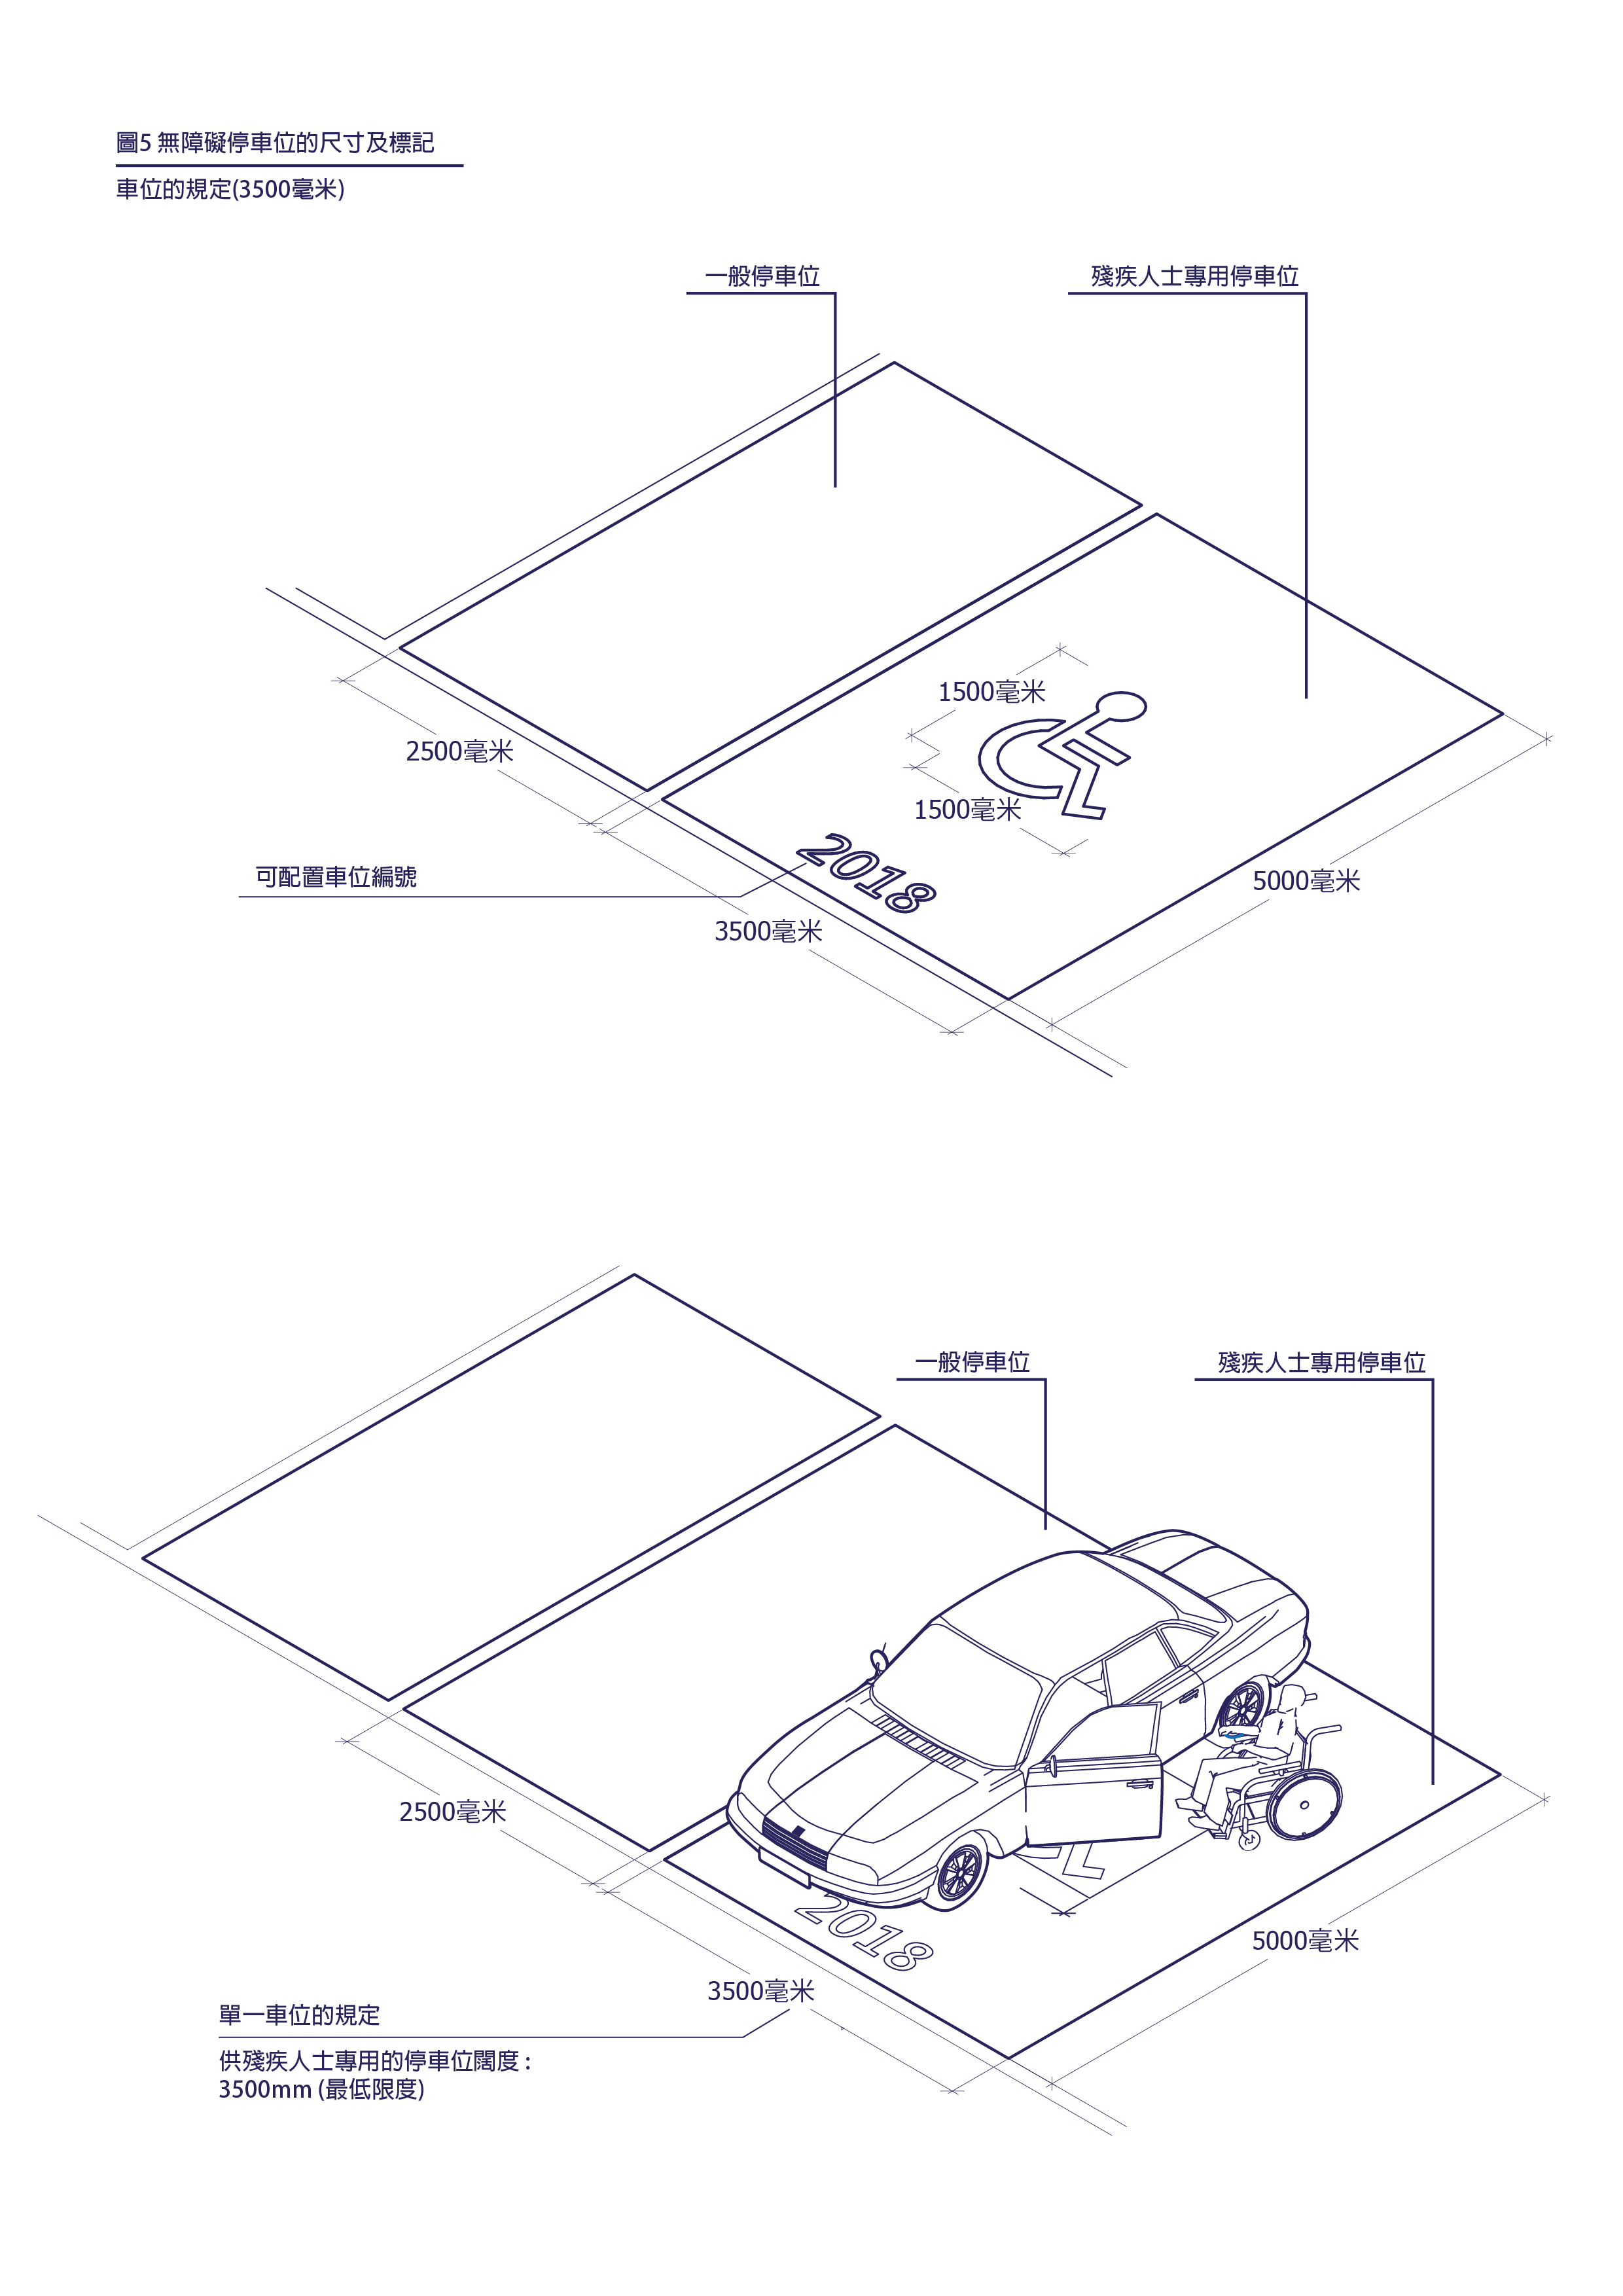 圖5 無障礙停車位的尺寸及標記
車位的規定(3500毫米)
一般停車位
殘疾人士專用停車位
1500毫米
2500毫米
1500毫米
2018
可配置車位編號
5000毫米
3500毫米
一般停車位
殘疾人士專用停車位
2500毫米
2018
5000毫米
3500毫米
單一車位的規定
供殘疾人士專用的停車位闊度 :
3500mm (最低限度)